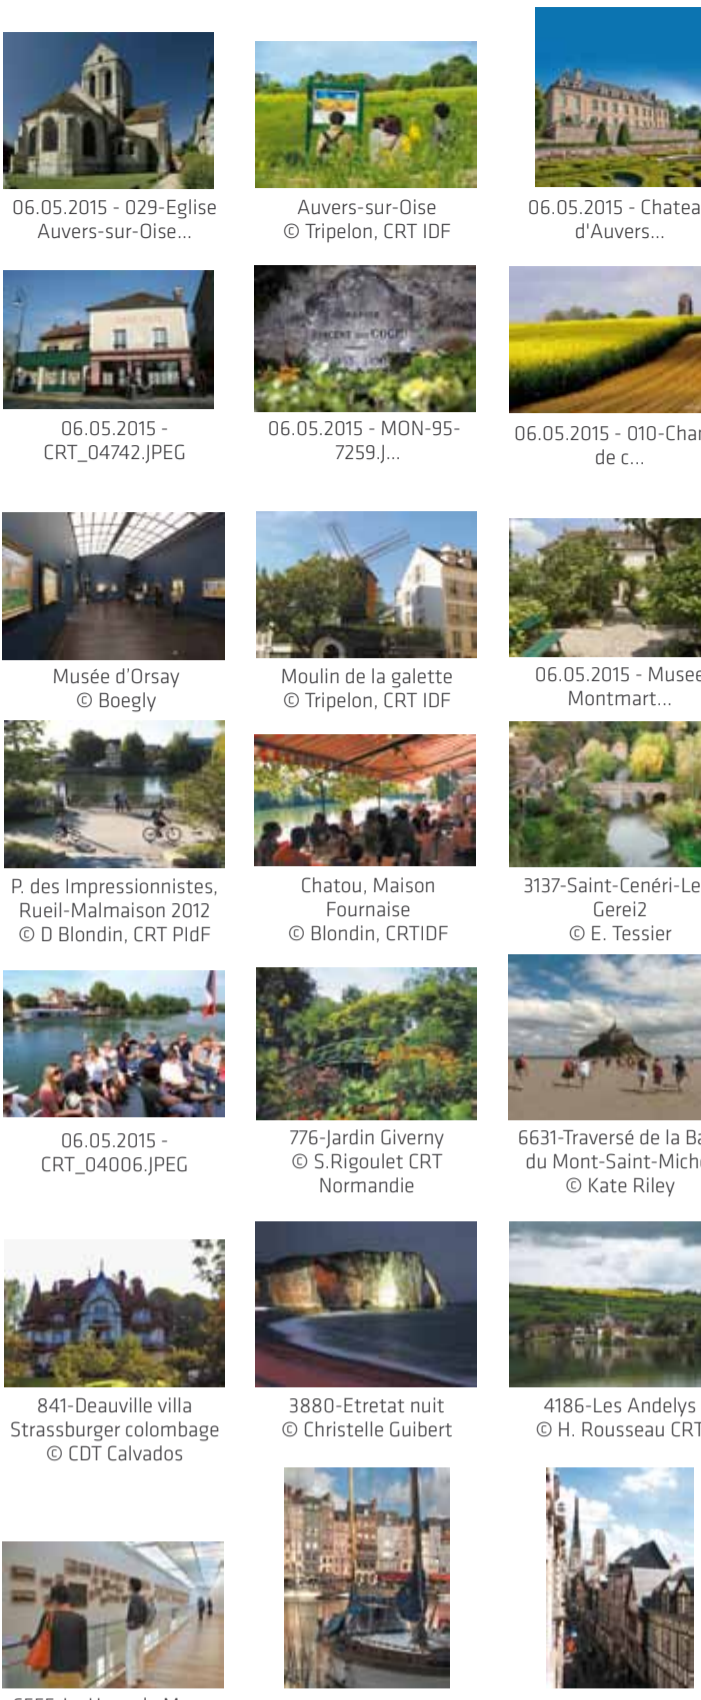 06.05.2015 - 029-Eglise
Auvers-sur-Oise...
Auvers-sur-Oise
© Tripelon, CRT IDF
06.05.2015 - Chatea
d'Auvers...
06.05.2015 -
CRT_04742.JPEG
VINCENT VAN GOGH
06.05.2015 - MON-95-
7259.J...
06.05.2015 - 010-Cha
de c...
Musée d'Orsay
© Boegly
Moulin de la galette
© Tripelon, CRT IDF
06.05.2015 - Musee
Montmart...
P. des Impressionnistes,
Rueil-Malmaison 2012
© D Blondin, CRT PIdF
Chatou, Maison
Fournaise
© Blondin, CRTIDF
3137-Saint-Cenéri-Le
Gerei2
© E. Tessier
06.05.2015 -
CRT_04006.JPEG
776-Jardin Giverny
© S.Rigoulet CRT
Normandie
6631-Traversé de la Ba
du Mont-Saint-Miche
© Kate Riley
841-Deauville villa
Strassburger colombage
© CDT Calvados
3880-Etretat nuit
© Christelle Guibert
4186-Les Andelys
© H. Rousseau CRT